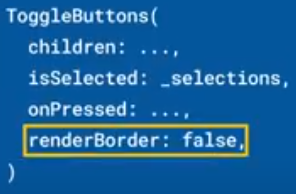 ToggleButtons(
children: ...,
isSelected: _selections,
onPressed: ...,
renderBorder: false,
)